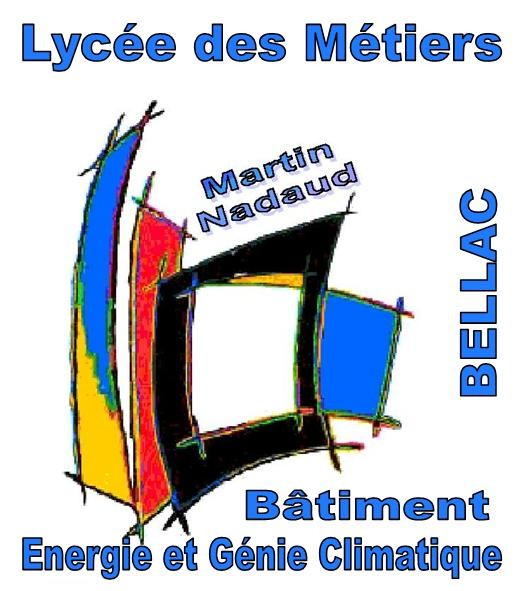 Lycée des Métiers
Martin
Nadaud
BELLAC
Bâtiment
Energie et Génie Climatique